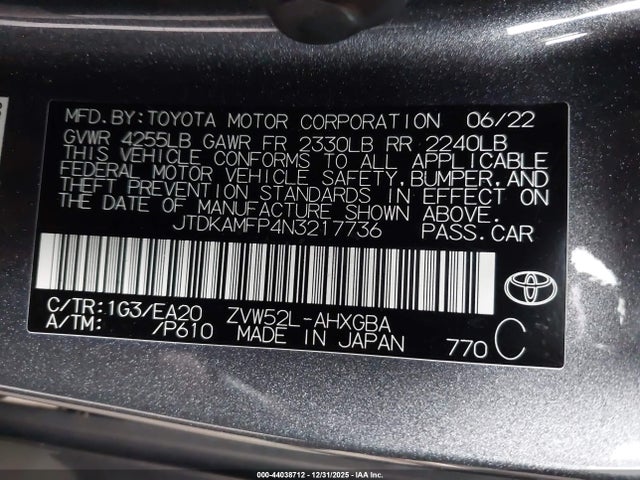 MFD.BY:TOYOTA MOTOR CORPORATION 06/22
GVWR 4255LB GAWR FR 2330LB RR 2240LB
THIS VEHICLE CONFORMS TO ALL APPLICABLE
FEDERAL MOTOR VEHICLE SAFETY,BUMPER,AND
THEFT PREVENTION STANDARDS IN EFFECT ON
THE DATE OF MANUFACTURE SHOWN ABOVE.
JTDKAMFP4N3217736 PASS.CAR
C/TR:1G3/EA20 ZVW52L-AHXGBA
A/TM: /P610 MADE IN JAPAN 770 C
000-44038712 - 12/31/2025 - IAA Inc.